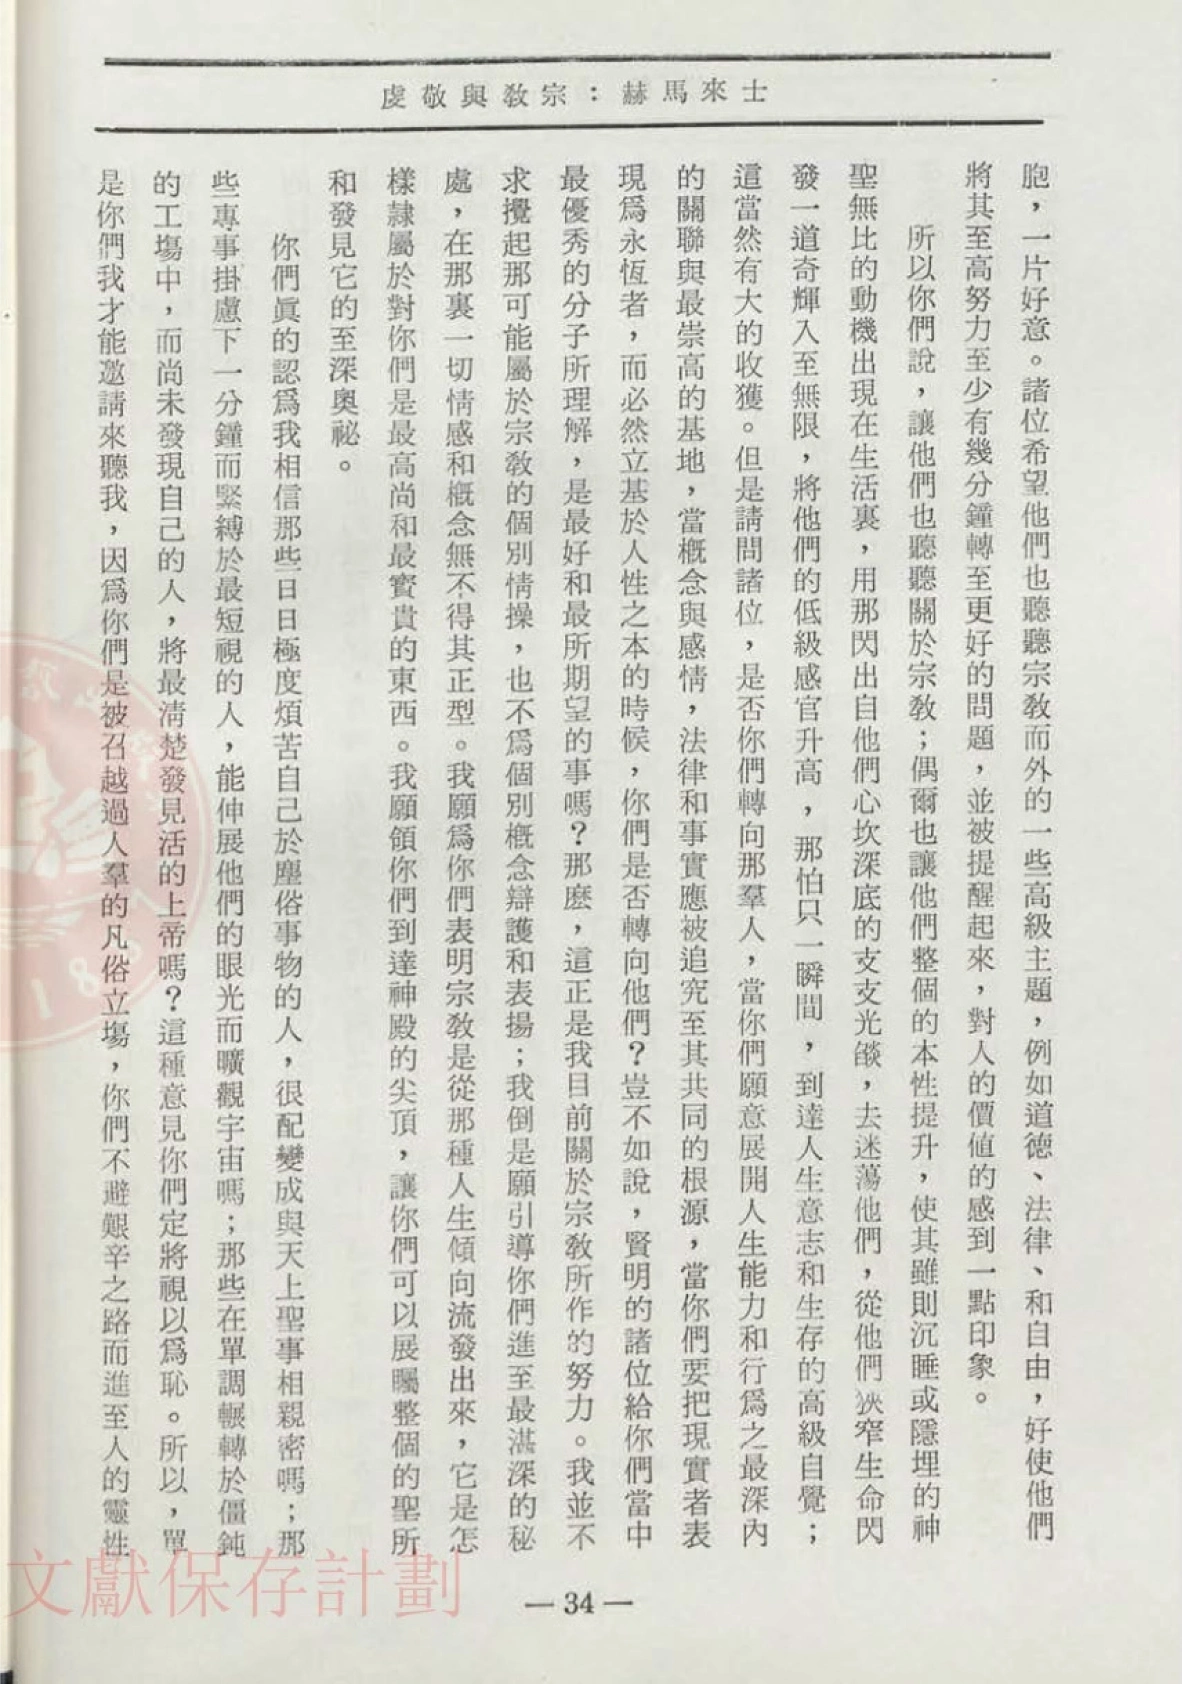 士來馬赫：宗教與敬虔
胞，一片好意。諸位希望他們也聽聽宗教而外的一些高級主題，例如道德、法律、和自由，好使他們
將其至高努力至少有幾分鐘轉至更好的問題，並被提醒起來，對人的價値的感到一點印象。
所以你們說，讓他們也聽聽關於宗教；偶爾也讓他們整個的本性提升，使其雖則沉睡或隱埋的神
聖無比的動機出現在生活裏，用那閃出自他們心坎深底的支支光燄，去迷蕩他們，從他們狹窄生命閃
發一道奇輝入至無限，將他們的低級感官升高，那怕只一瞬間，到達人生意志和生存的高級自覺；
這當然有大的收獲。但是請問諸位，是否你們轉向那羣人，當你們願意展開人生能力和行爲之最深內
的關聯與最崇高的基地，當概念與感情，法律和事實應被追究至其共同的根源，當你們要把現實者表
現爲永恆者，而必然立基於人性之本的時候，你們是否轉向他們？豈不如說，賢明的諸位給你們當中
最優秀的分子所理解，是最好和最所期望的事嗎？那麽，這正是我目前關於宗教所作的努力。我並不
求攪起那可能屬於宗教的個別情操，也不爲個別概念辯護和表揚；我倒是願引導你們進至最湛深的秘
處，在那裏一切情感和概念無不得其正型。我願爲你們表明宗教是從那種人生傾向流發出來，它是怎
樣隸屬於對你們是最高尚和最寳貴的東西。我願領你們到達神殿的尖頂，讓你們可以展矚整個的聖所
和發見它的至深奧祕。
你們眞的認爲我相信那些日日極度煩苦自己於塵俗事物的人，很配變成與天上聖事相親密嗎；那
些專事掛慮下一分鐘而緊縛於最短視的人，能伸展他們的眼光而曠觀宇宙嗎；那些在單調輾轉於僵鈍
的工塲中，而尚未發現自己的人，將最淸楚發見活的上帝嗎？這種意見你們定將視以爲恥。所以，單
是你們我才能邀請來聽我，因爲你們是被召越過人羣的凡俗立塲，你們不避艱辛之路而進至人的靈性
— 34 —
文獻保存計劃